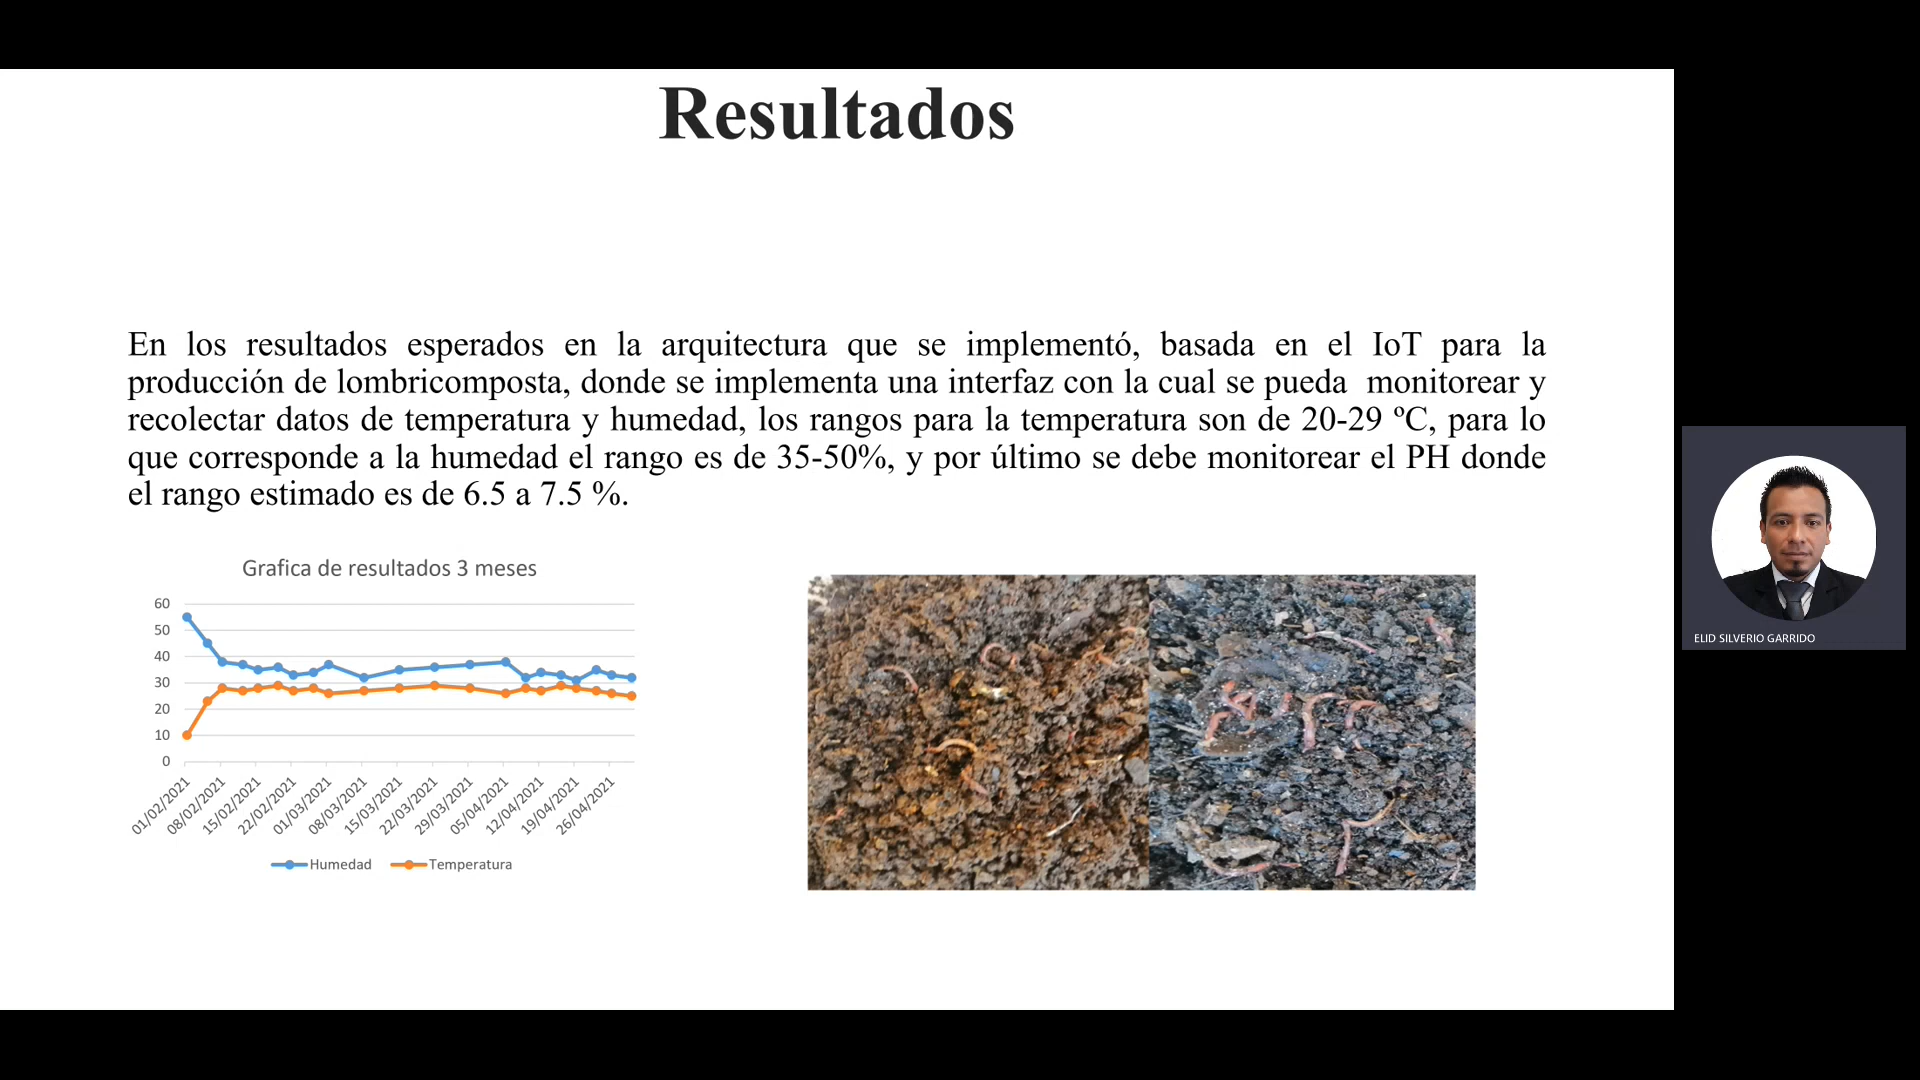 Resultados
En los resultados esperados en la arquitectura que se implementó, basada en el IoT para la
producción de lombricomposta, donde se implementa una interfaz con la cual se pueda monitorear y
recolectar datos de temperatura y humedad, los rangos para la temperatura son de 20-29 ºC, para lo
que corresponde a la humedad el rango es de 35-50%, y por último se debe monitorear el PH donde
el rango estimado es de 6.5 a 7.5 %.
Grafica de resultados 3 meses
60
50
40
30
20
10
0
01/02/2021
08/02/2021
15/02/2021
22/02/2021
01/03/2021
08/03/2021
15/03/2021
22/03/2021
29/03/2021
05/04/2021
12/04/2021
19/04/2021
26/04/2021
Humedad
Temperatura
ELID SILVERIO GARRIDO